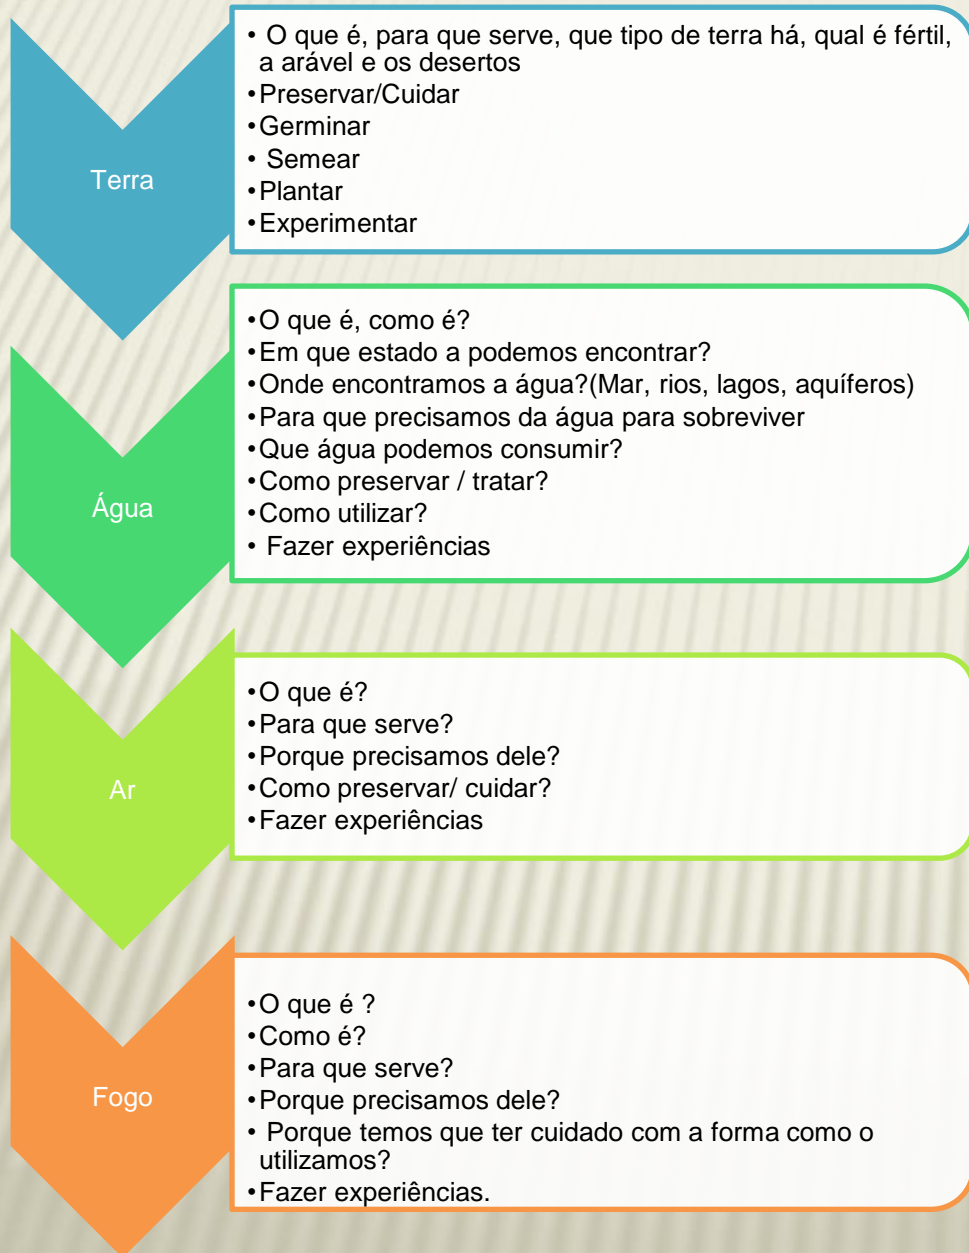 Terra
• O que é, para que serve, que tipo de terra há, qual é fértil,
a arável e os desertos
•Preservar/Cuidar
•Germinar
• Semear
•Plantar
•Experimentar
Água
•O que é, como é?
•Em que estado a podemos encontrar?
•Onde encontramos a água?(Mar, rios, lagos, aquíferos)
•Para que precisamos da água para sobreviver
•Que água podemos consumir?
•Como preservar / tratar?
•Como utilizar?
• Fazer experiências
Ar
•O que é?
•Para que serve?
•Porque precisamos dele?
•Como preservar/ cuidar?
•Fazer experiências
Fogo
•O que é ?
•Como é?
•Para que serve?
•Porque precisamos dele?
• Porque temos que ter cuidado com a forma como o
utilizamos?
•Fazer experiências.